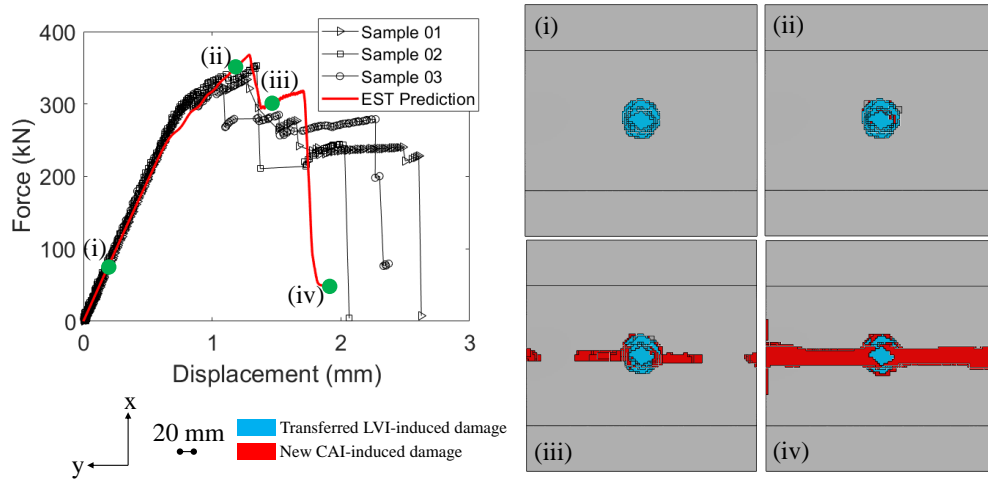 400
300
200
100
0
Force (kN)
0
1
2
3
Displacement (mm)
(i)
(ii)
(iii)
(iv)
Sample 01
Sample 02
Sample 03
EST Prediction
x
y
20 mm
Transferred LVI-induced damage
New CAI-induced damage
(i)
(ii)
(iii)
(iv)